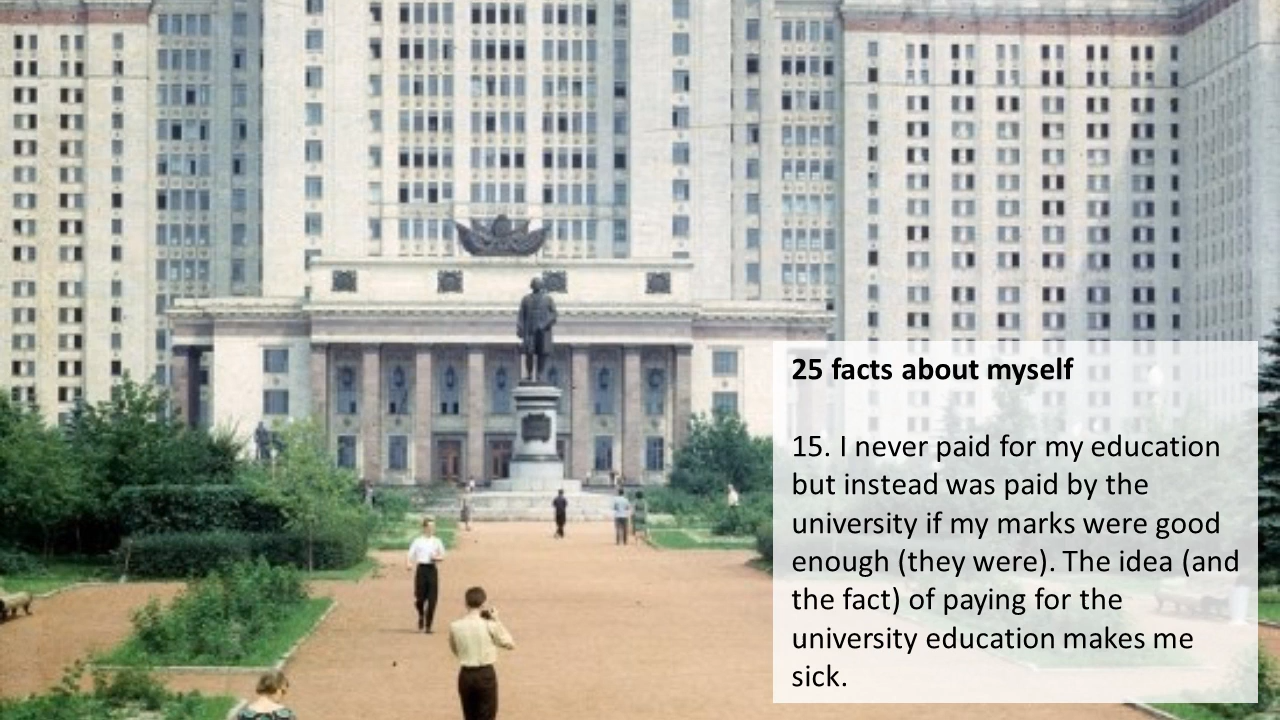 25 facts about myself
15. I never paid for my education
but instead was paid by the
university if my marks were good
enough (they were). The idea (and
the fact) of paying for the
university education makes me
sick.